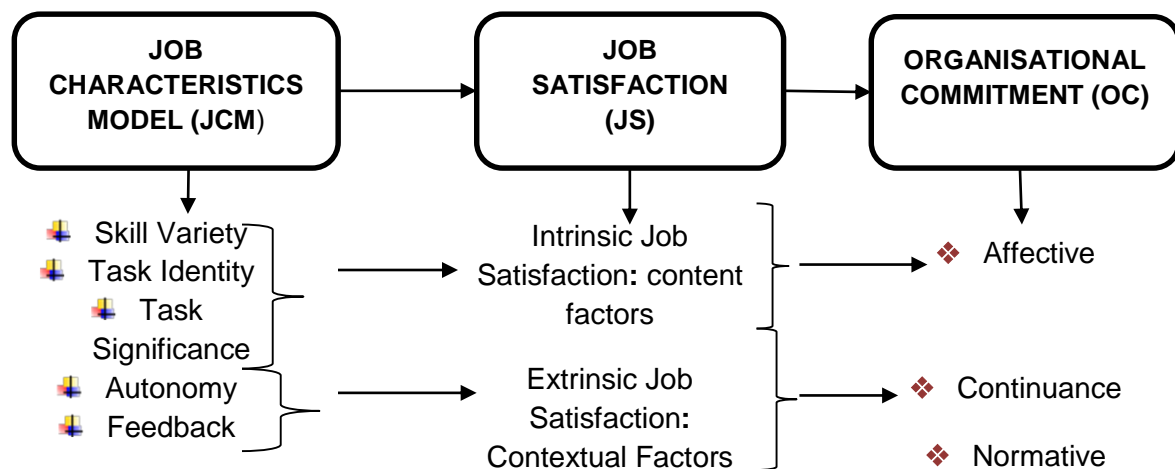 JOB
CHARACTERISTICS
MODEL (JCM)
JOB
SATISFACTION
(JS)
ORGANISATIONAL
COMMITMENT (OC)
Skill Variety
Task Identity
Task
Significance
Autonomy
Feedback
Intrinsic Job
Satisfaction: content
factors
Extrinsic Job
Satisfaction:
Contextual Factors
Affective
Continuance
Normative